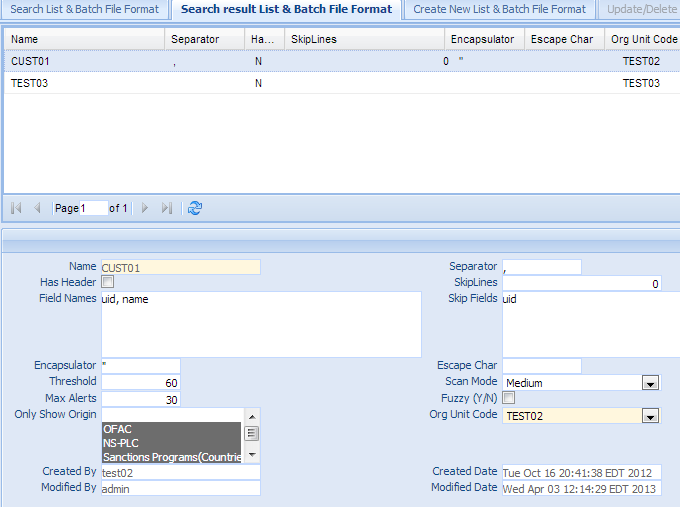 Search List & Batch File Format Search result List & Batch File Format Create New List & Batch File Format Update/Delete
Name Separator Ha... SkipLines Encapsulator Escape Char Org Unit Code
CUST01 , N 0 " TEST02
TEST03 N TEST03
Page 1 of 1
Name CUST01 Separator ,
Has Header SkipLines 0
Field Names uid, name Skip Fields uid
Encapsulator " Escape Char
Threshold 60 Scan Mode Medium
Max Alerts 30 Fuzzy (Y/N)
Only Show Origin Org Unit Code TEST02
OFAC
NS-PLC
Sanctions Programs(Countrie
Created By test02 Created Date Tue Oct 16 20:41:38 EDT 2012
Modified By admin Modified Date Wed Apr 03 12:14:29 EDT 2013